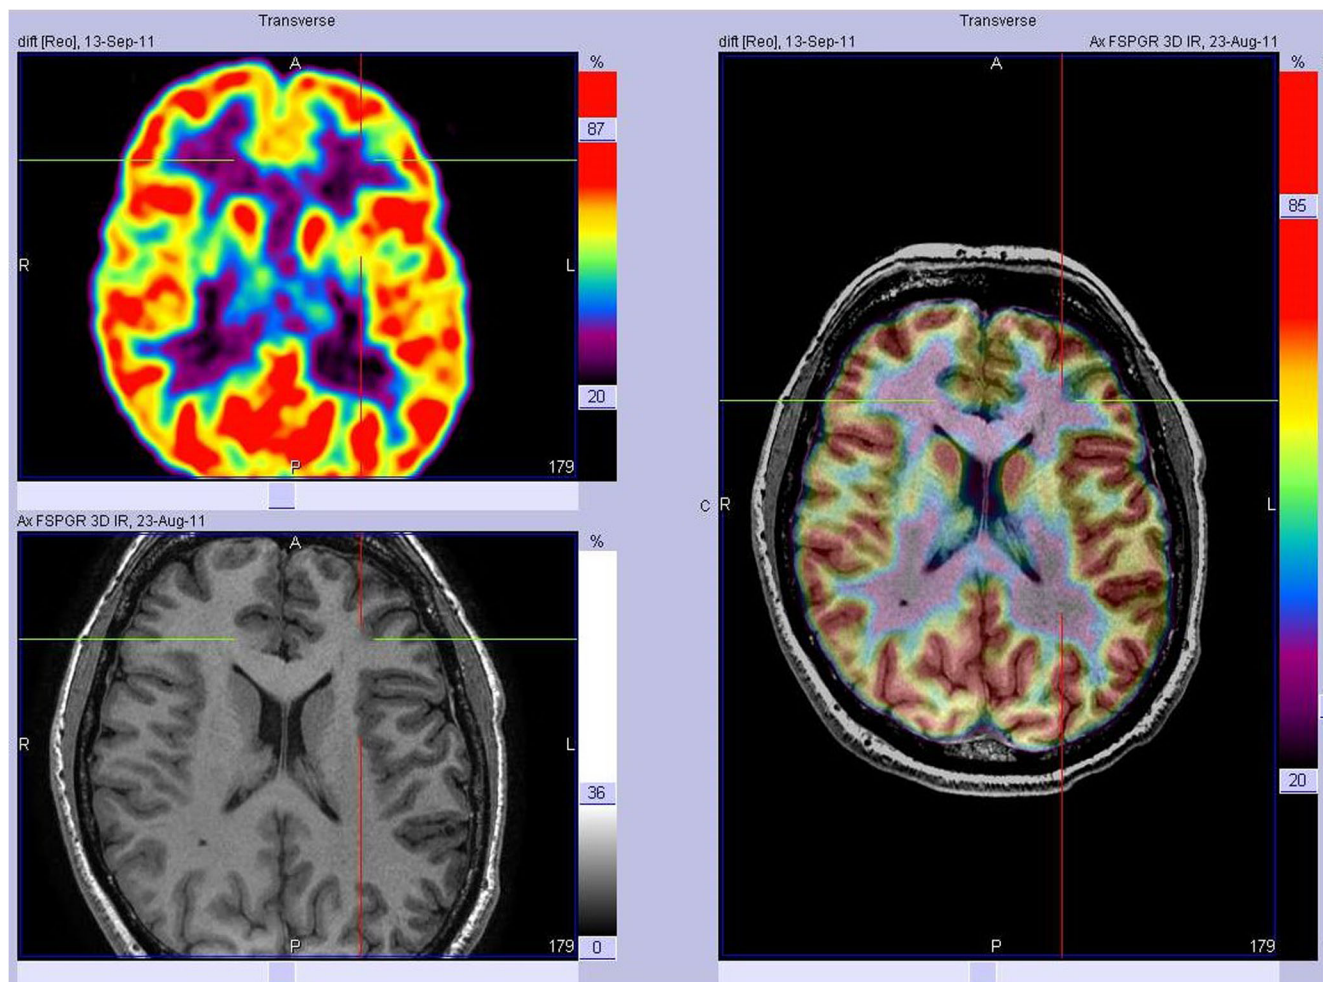 Transverse
dift [Reo], 13-Sep-11
A
%
87
R
L
20
P
179
Ax FSPGR 3D IR, 23-Aug-11
A
%
R
L
36
P
179
0
Transverse
dift [Reo], 13-Sep-11 Ax FSPGR 3D IR, 23-Aug-11
A
%
85
C
R
L
20
P
179